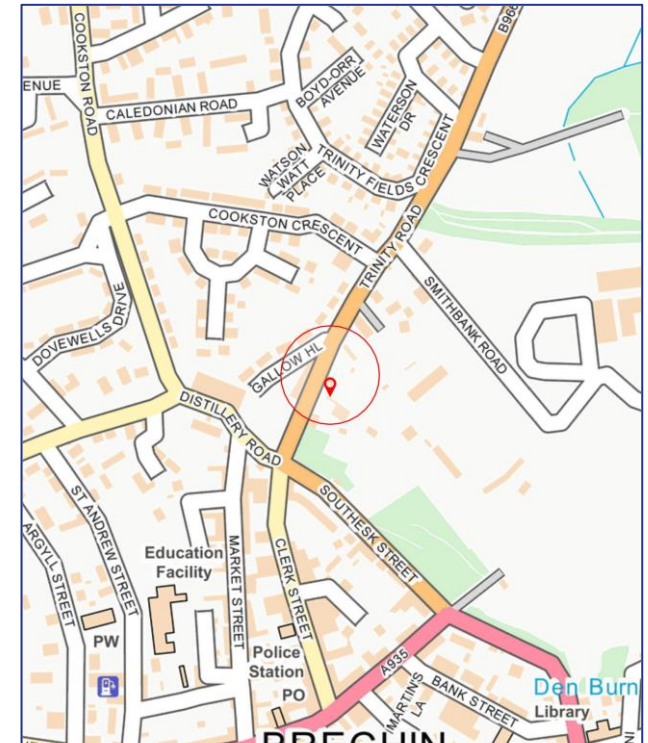 COOKSTON ROAD
B966
ENUE
CALEDONIAN ROAD
BOYD-ORR
AVENUE
WATERSON
DR
WATSON
WATT
PLACE
TRINITY FIELDS CRESCENT
COOKSTON CRESCENT
TRINITY ROAD
SMITHBANK ROAD
DOVEWELLS DRIVE
GALLOW HL
DISTILLERY ROAD
SOUTHESK STREET
ST ANDREW STREET
ARGYLL STREET
MARKET STREET
CLERK STREET
Education
Facility
PW
Police
Station
PO
A935
MARTIN'S
LA
BANK STREET
Den Burn
Library
BRECHIN